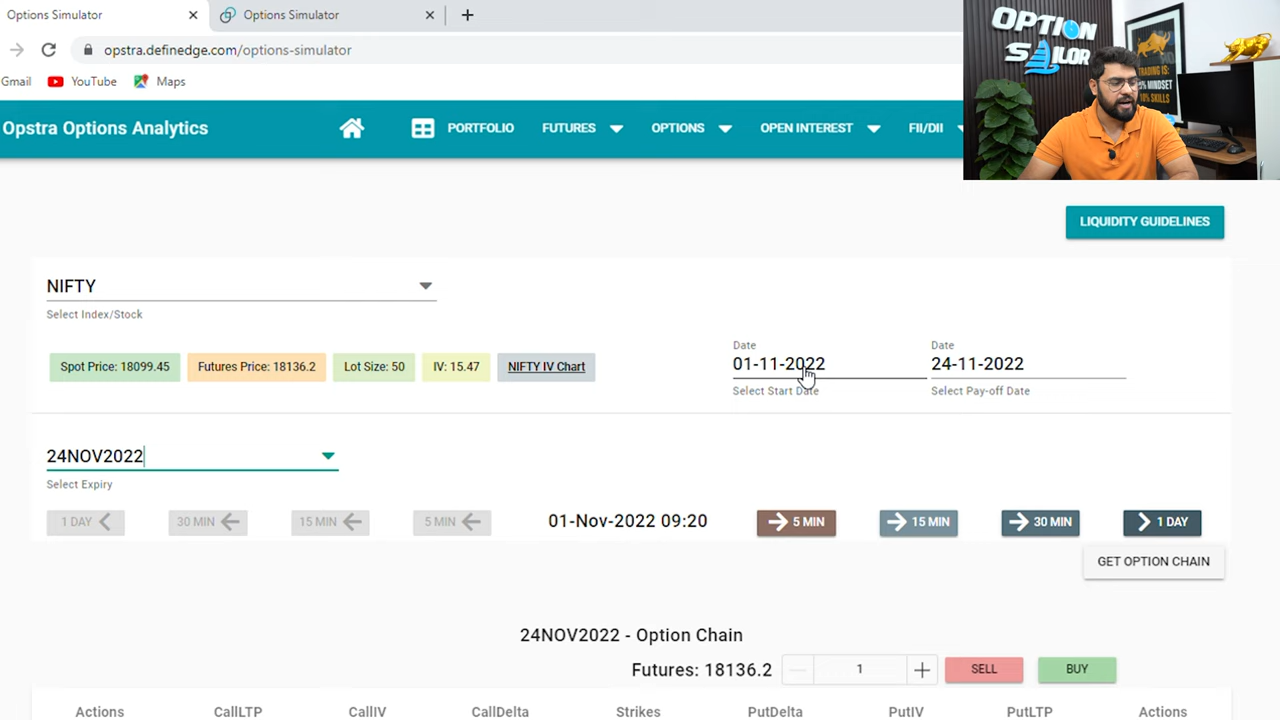 Options Simulator
Options Simulator
opstra.definedge.com/options-simulator
Gmail YouTube Maps
Opstra Options Analytics
PORTFOLIO FUTURES OPTIONS OPEN INTEREST FII/DII
OPTION
SAILOR
TRADING IS:
% MINDSET
10% SKILLS
LIQUIDITY GUIDELINES
NIFTY
Select Index/Stock
Spot Price: 18099.45 Futures Price: 18136.2 Lot Size: 50 IV: 15.47 NIFTY IV Chart
Date
01-11-2022
Select Start Date
Date
24-11-2022
Select Pay-off Date
24NOV2022
Select Expiry
1 DAY 30 MIN 15 MIN 5 MIN 01-Nov-2022 09:20 5 MIN 15 MIN 30 MIN 1 DAY
GET OPTION CHAIN
24NOV2022 - Option Chain
Futures: 18136.2 1 SELL BUY
Actions CallLTP CallIV CallDelta Strikes PutDelta PutIV PutLTP Actions